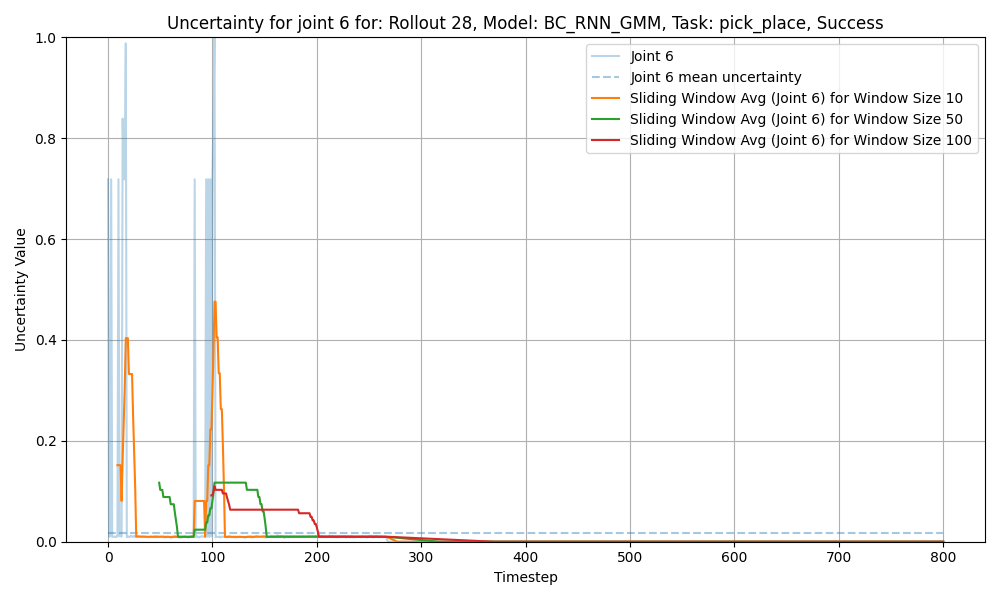 Uncertainty for joint 6 for: Rollout 28, Model: BC_RNN_GMM, Task: pick_place, Success
Joint 6
Joint 6 mean uncertainty
Sliding Window Avg (Joint 6) for Window Size 10
Sliding Window Avg (Joint 6) for Window Size 50
Sliding Window Avg (Joint 6) for Window Size 100
Uncertainty Value
1.0
0.8
0.6
0.4
0.2
0.0
0 100 200 300 400 500 600 700 800
Timestep